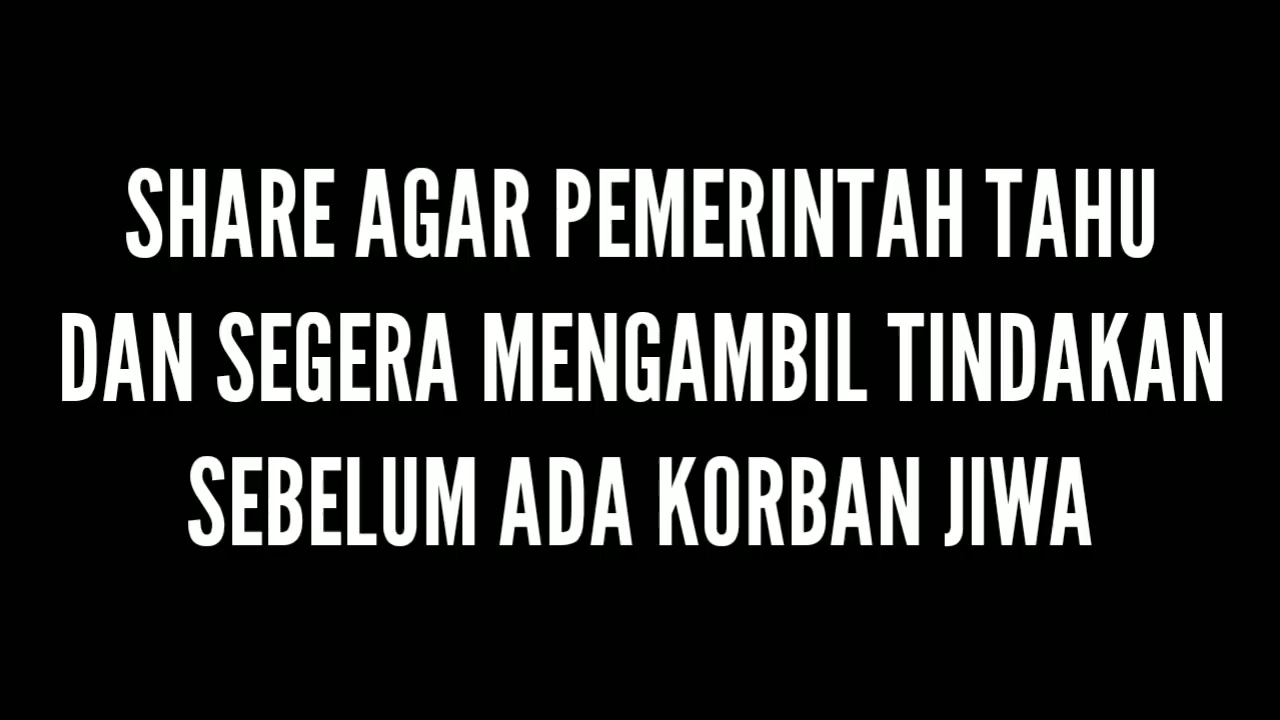 SHARE AGAR PEMERINTAH TAHU
DAN SEGERA MENGAMBIL TINDAKAN
SEBELUM ADA KORBAN JIWA